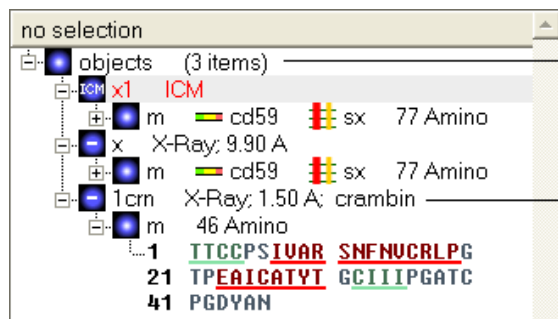 no selection
objects (3 items)
ICM x1 ICM
m cd59 sx 77 Amino
x X-Ray; 9.90 A
m cd59 sx 77 Amino
1crn X-Ray; 1.50 A; crambin
m 46 Amino
1 TTCCPSIVAR SNFNVCRLPG
21 TPEAICATYT GCIIIPGATC
41 PGDYAN